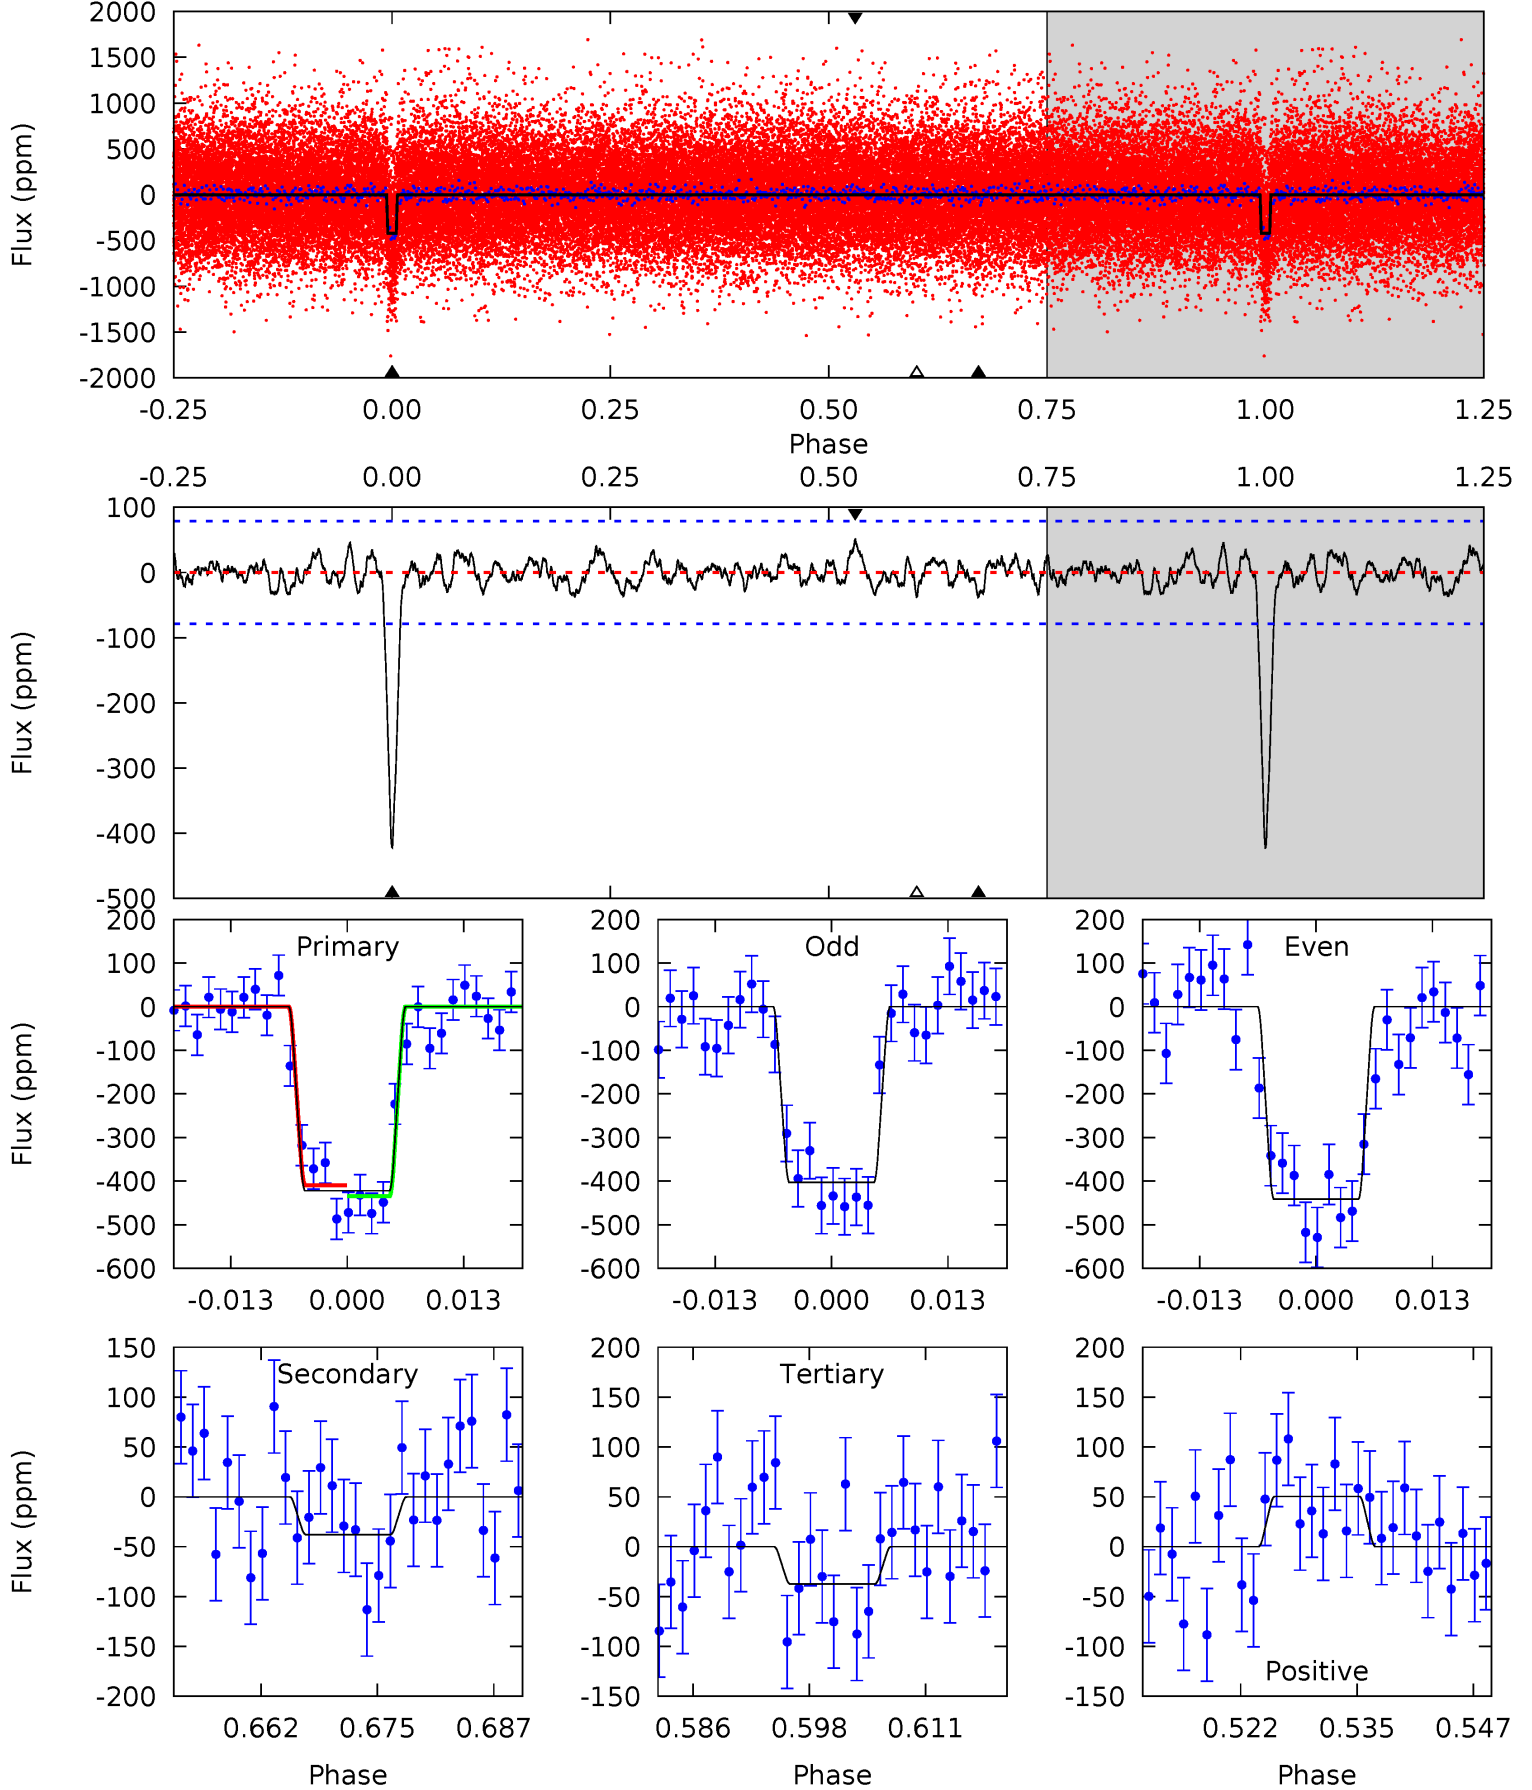 2000
1500
1000
500
0
-500
-1000
-1500
-2000
Flux (ppm)
-0.25 0.00 0.25 0.50 0.75 1.00 1.25
Phase
-0.25 0.00 0.25 0.50 0.75 1.00 1.25
100
0
-100
-200
-300
-400
-500
Flux (ppm)
200 200 200
Primary Odd Even
100 100 100
0 0 0
-100 -100 -100
-200 -200 -200
-300 -300 -300
-400 -400 -400
-500 -500 -500
-600 -600 -600
Flux (ppm)
-0.013 0.000 0.013 -0.013 0.000 0.013 -0.013 0.000 0.013
150 200 200
Secondary Tertiary
100 150 150
50 100 100
0 50 50
-50 0 0
-100 -50 -50
-150 -100 -100
Positive
-200 -150 -150
Flux (ppm)
0.662 0.675 0.687 0.586 0.598 0.611 0.522 0.535 0.547
Phase Phase Phase